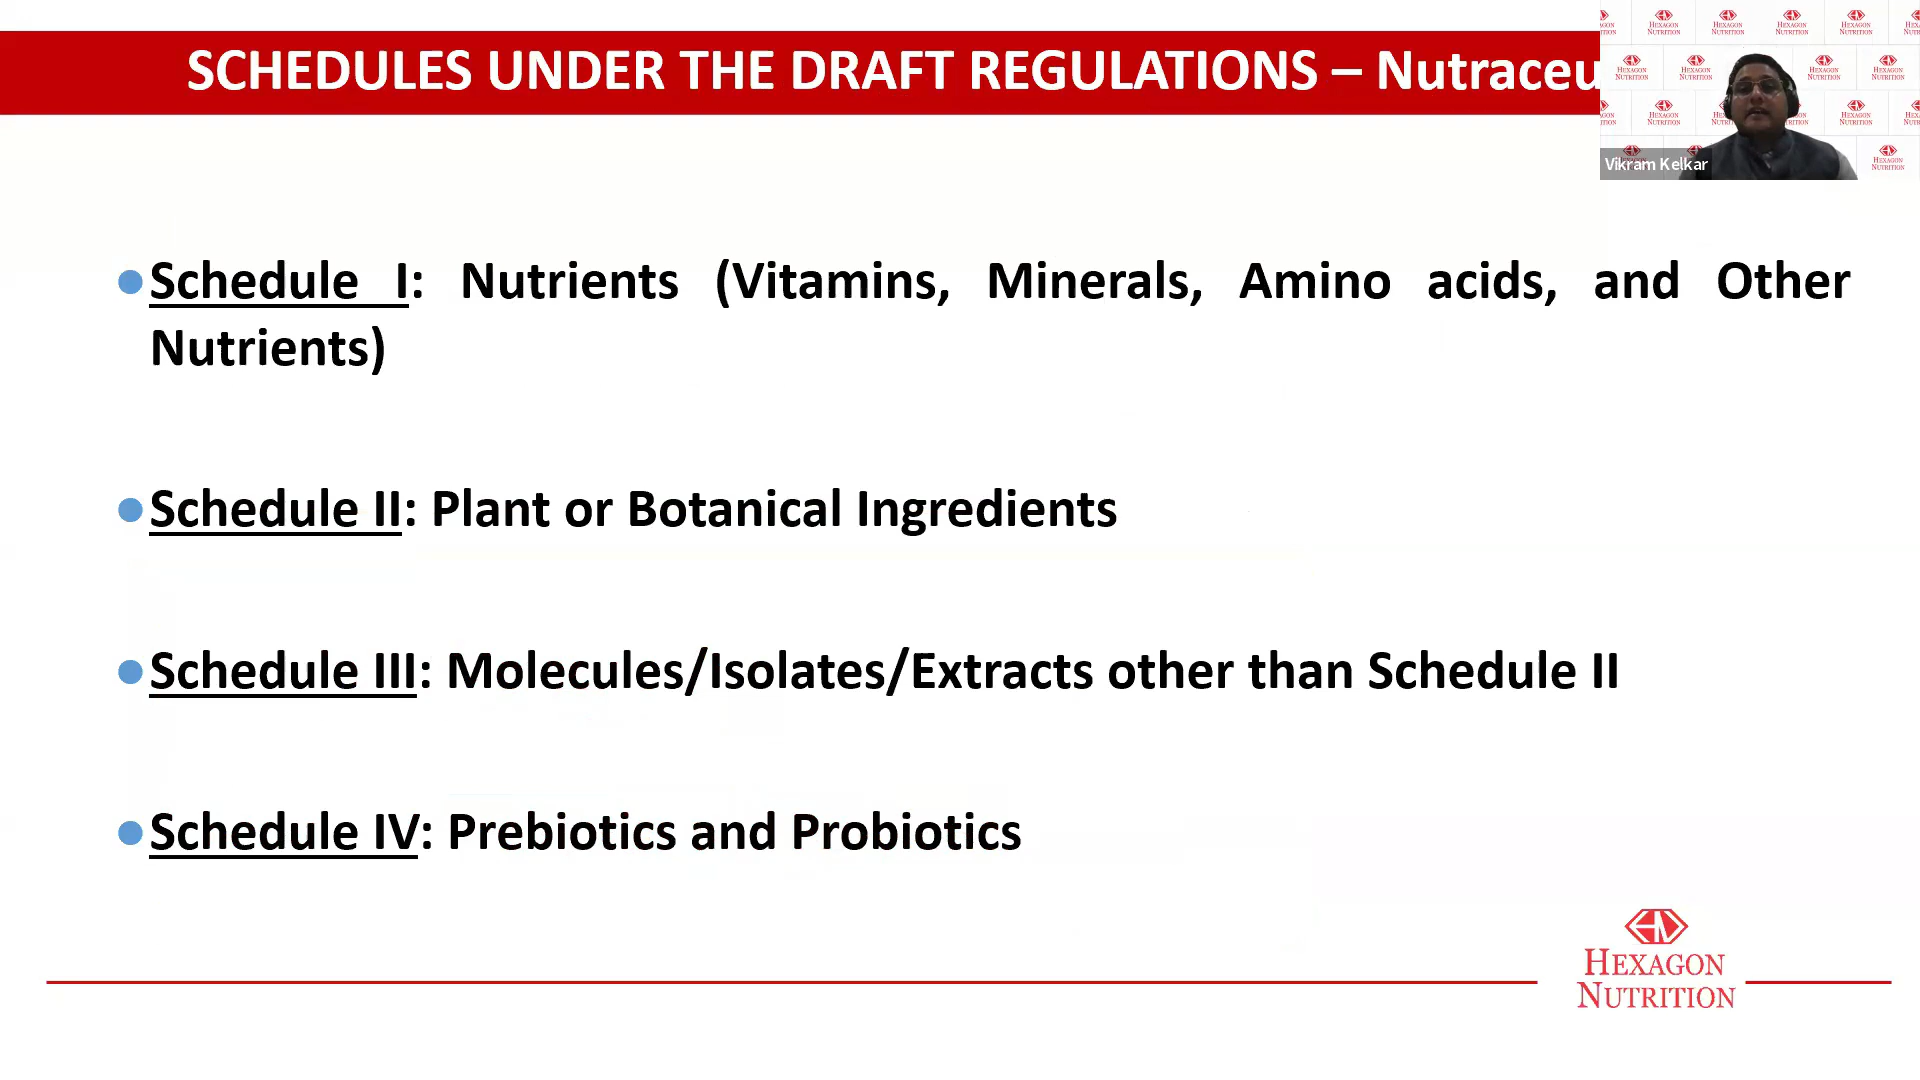 SCHEDULES UNDER THE DRAFT REGULATIONS – Nutraceu
Vikram Kelkar
Schedule I: Nutrients (Vitamins, Minerals, Amino acids, and Other
Nutrients)
Schedule II: Plant or Botanical Ingredients
Schedule III: Molecules/Isolates/Extracts other than Schedule II
Schedule IV: Prebiotics and Probiotics
HEXAGON
NUTRITION